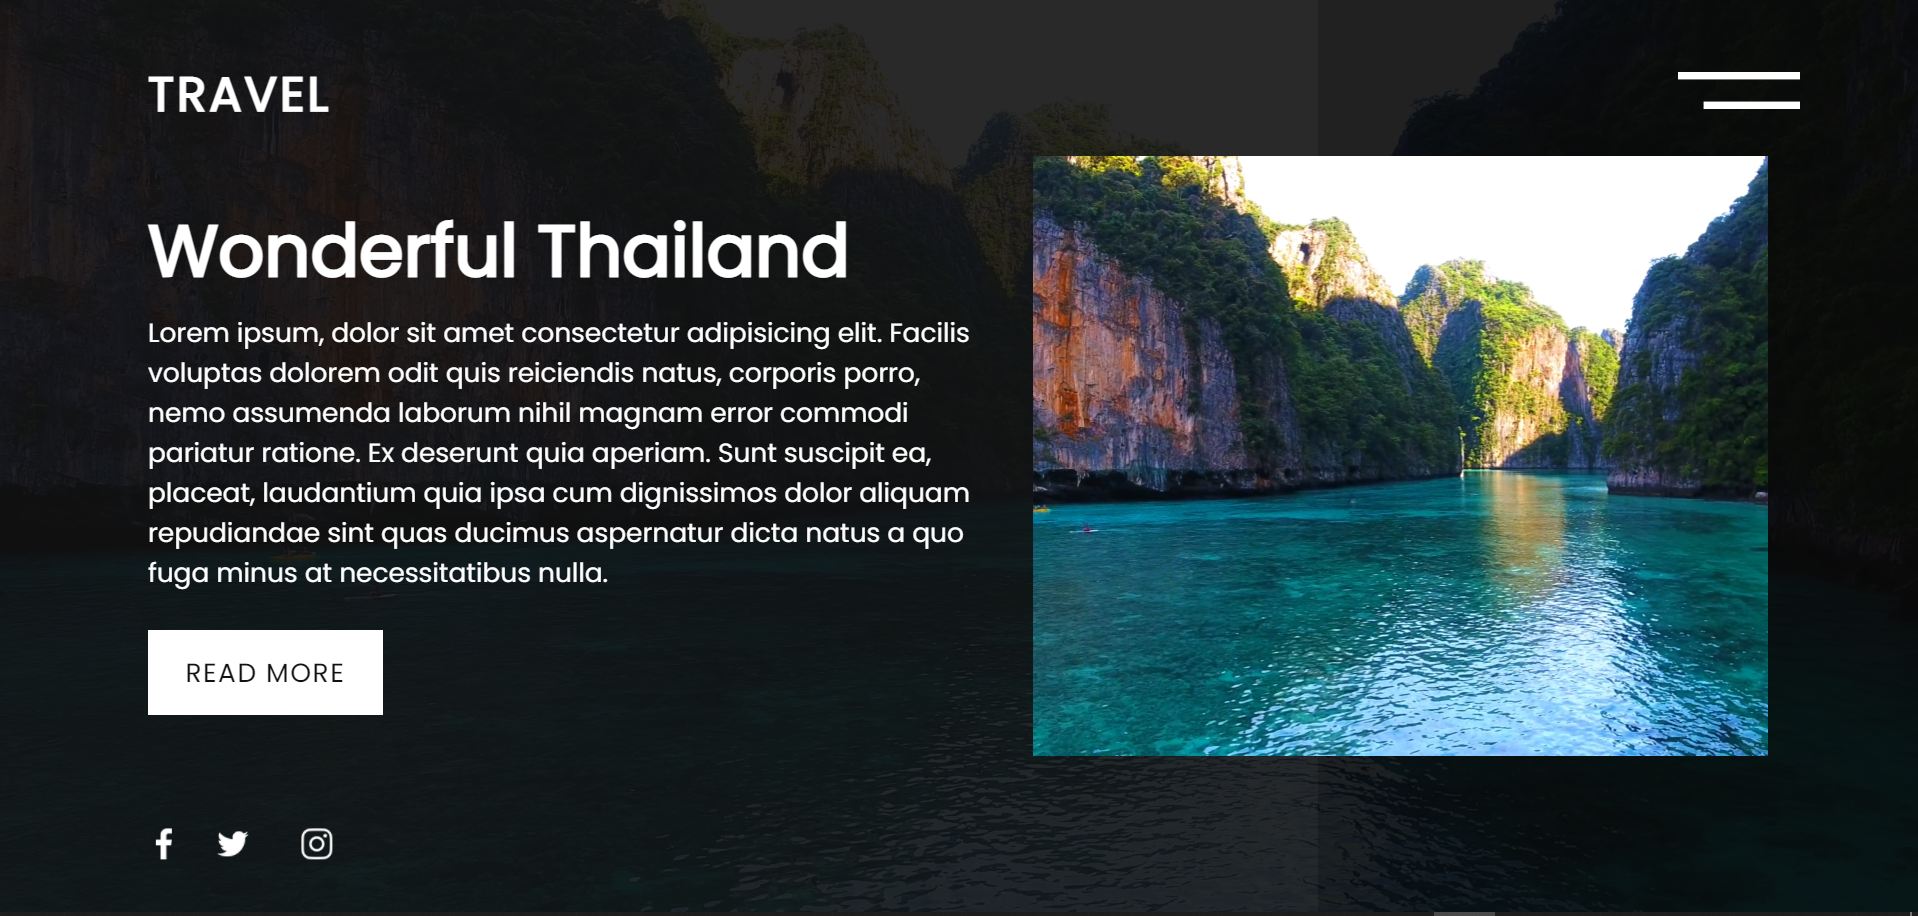 TRAVEL
Wonderful Thailand
Lorem ipsum, dolor sit amet consectetur adipisicing elit. Facilis
voluptas dolorem odit quis reiciendis natus, corporis porro,
nemo assumenda laborum nihil magnam error commodi
pariatur ratione. Ex deserunt quia aperiam. Sunt suscipit ea,
placeat, laudantium quia ipsa cum dignissimos dolor aliquam
repudiandae sint quas ducimus aspernatur dicta natus a quo
fuga minus at necessitatibus nulla.
READ MORE